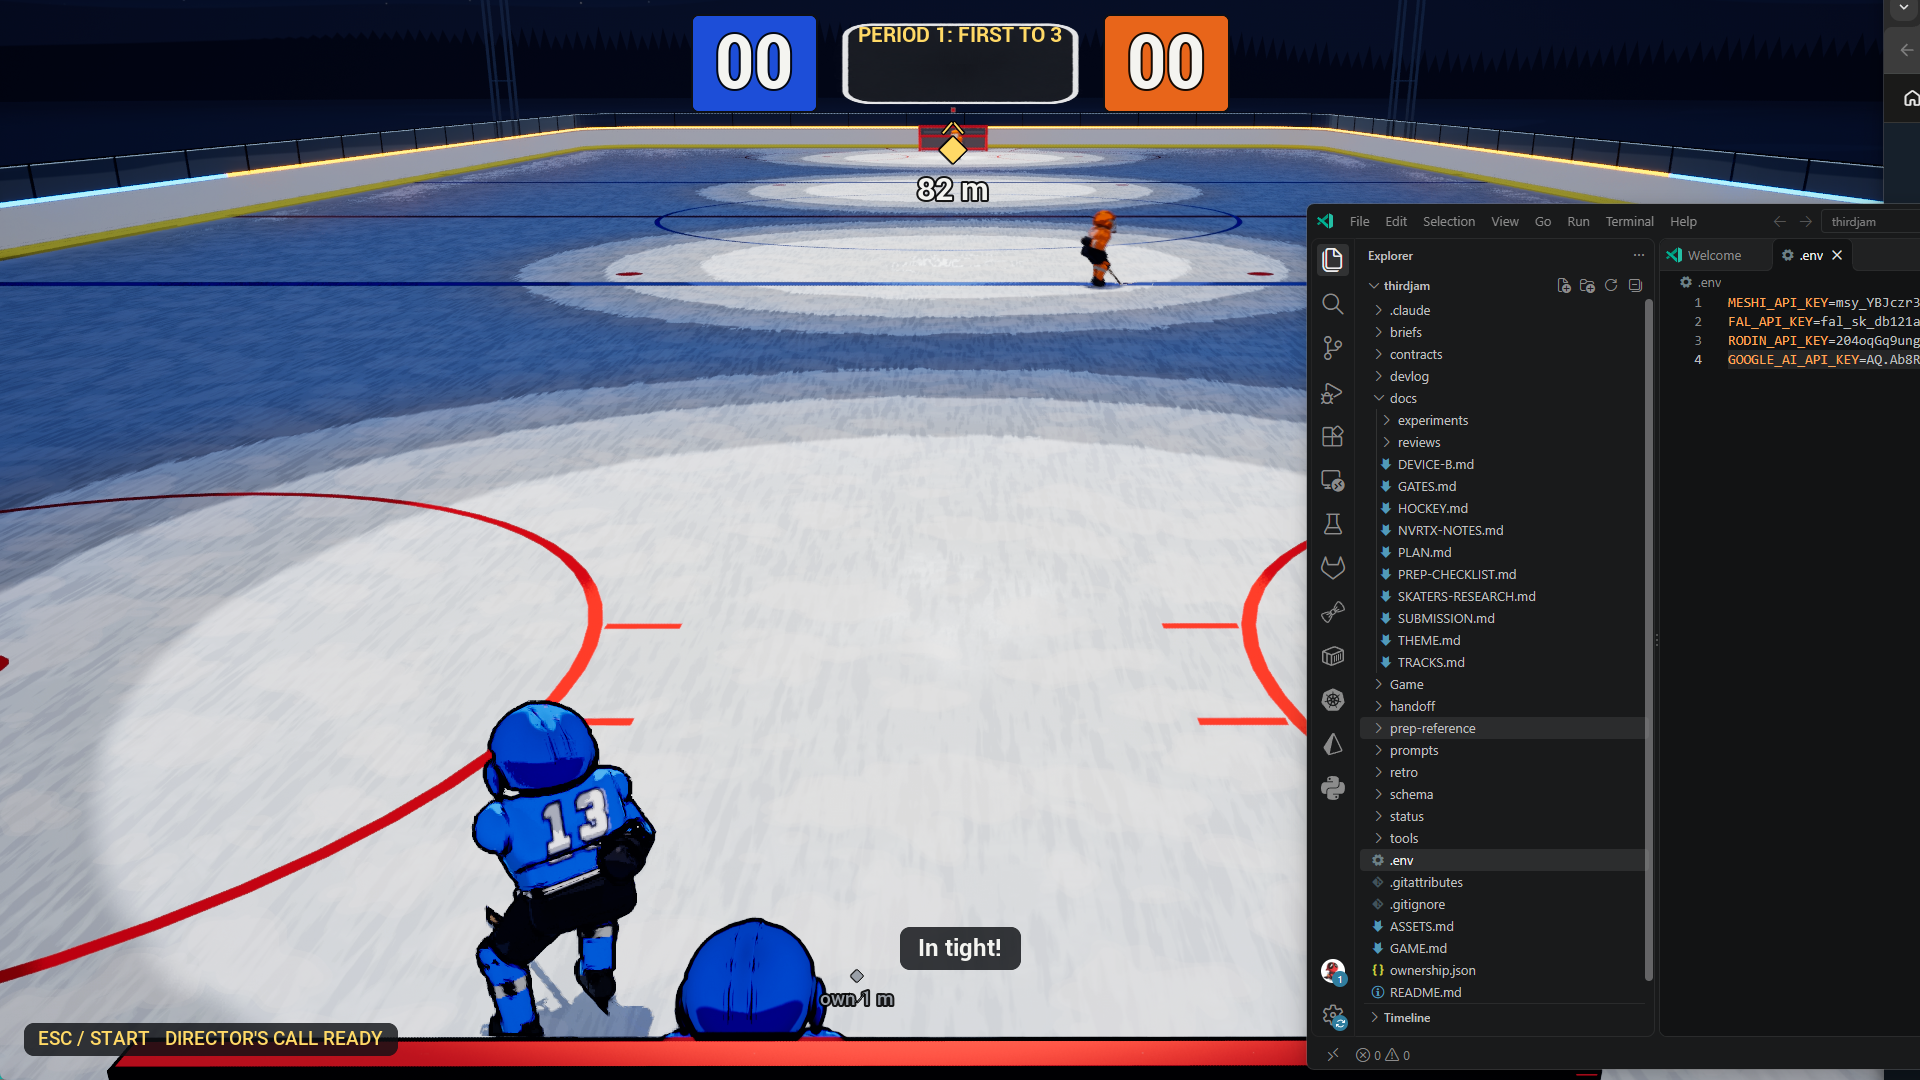 00
PERIOD 1: FIRST TO 3
00
82 m
13
In tight!
own 1 m
ESC / START DIRECTOR'S CALL READY
File Edit Selection View Go Run Terminal Help
thirdjam
Explorer
thirdjam
.claude
briefs
contracts
devlog
docs
experiments
reviews
DEVICE-B.md
GATES.md
HOCKEY.md
NVRTX-NOTES.md
PLAN.md
PREP-CHECKLIST.md
SKATERS-RESEARCH.md
SUBMISSION.md
THEME.md
TRACKS.md
Game
handoff
prep-reference
prompts
retro
schema
status
tools
.env
.gitattributes
.gitignore
ASSETS.md
GAME.md
ownership.json
README.md
Timeline
1
0 0
Welcome
.env
.env
1 MESHI_API_KEY=msy_YBJczr3
2 FAL_API_KEY=fal_sk_db121a
3 RODIN_API_KEY=204oqGq9ung
4 GOOGLE_AI_API_KEY=AQ.Ab8R